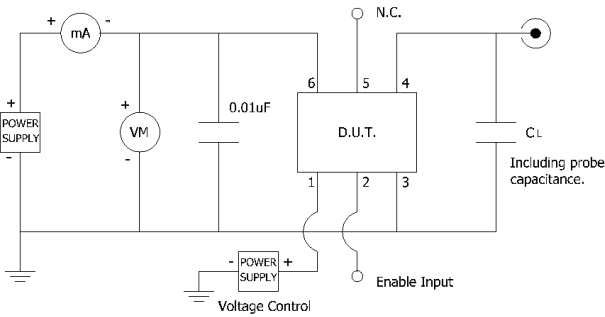 N.C.
+ mA -
6 5 4
0.01uF
+
POWER
SUPPLY
-
+
VM
-
D.U.T.
CL
Including probe
capacitance.
1 2 3
- POWER +
SUPPLY
Enable Input
Voltage Control